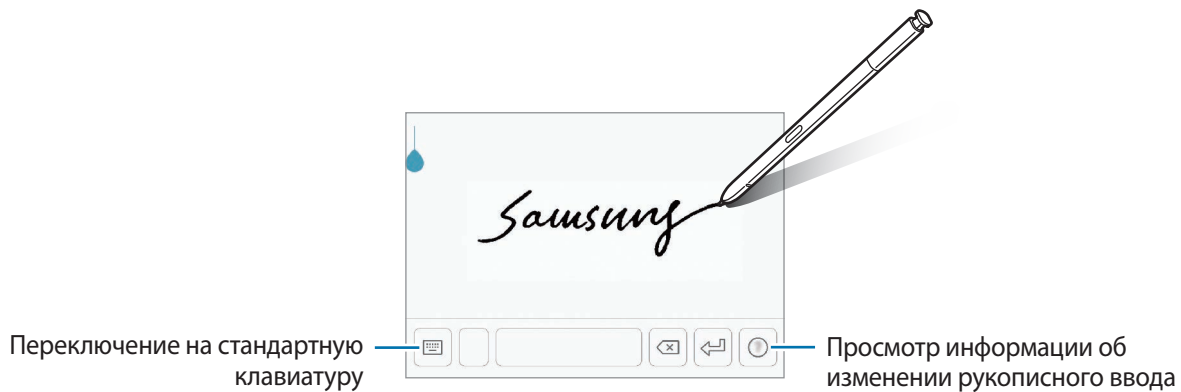 Samsung
Переключение на стандартную
клавиатуру
Просмотр информации об
изменении рукописного ввода